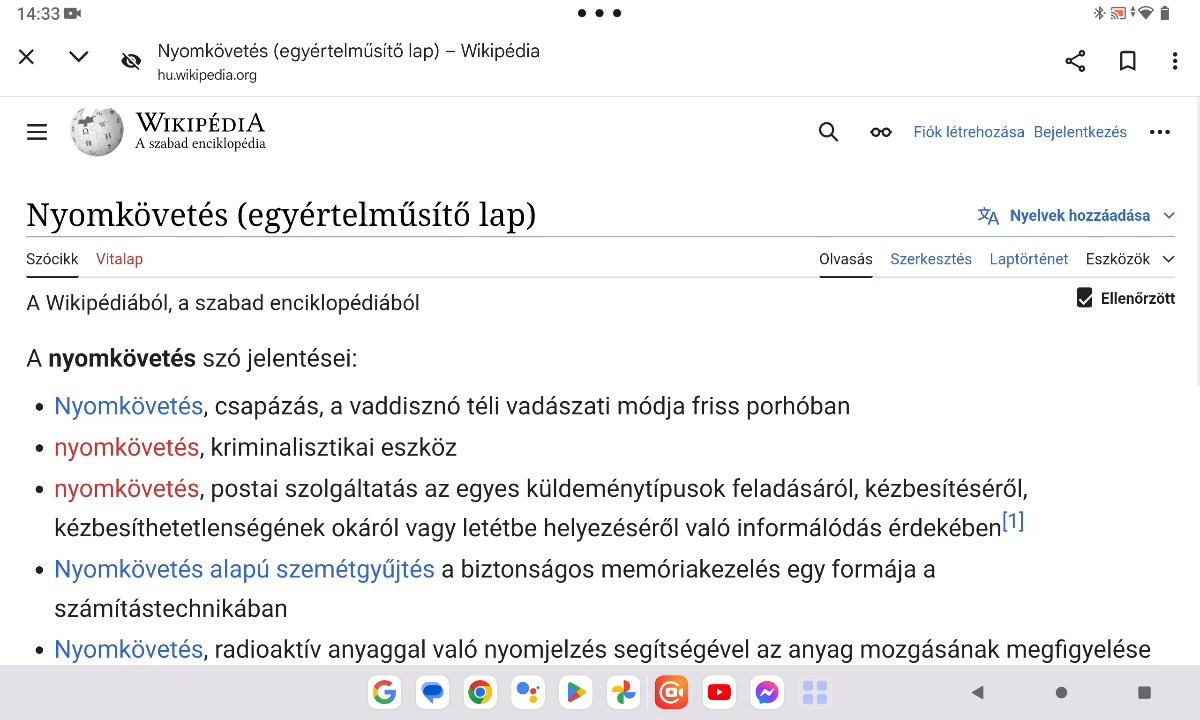 14:33
Nyomkövetés (egyértelműsítő lap) – Wikipédia
hu.wikipedia.org
WIKIPÉDIA
A szabad enciklopédia
Fiók létrehozása Bejelentkezés
Nyomkövetés (egyértelműsítő lap)
Nyelvek hozzáadása
Szócikk Vitalap
Olvasás Szerkesztés Laptörténet Eszközök
A Wikipédiából, a szabad enciklopédiából
Ellenőrzött
A nyomkövetés szó jelentései:
• Nyomkövetés, csapázás, a vaddisznó téli vadászati módja friss porhóban
• nyomkövetés, kriminalisztikai eszköz
• nyomkövetés, postai szolgáltatás az egyes küldeménytípusok feladásáról, kézbesítéséről,
kézbesíthetetlenségének okáról vagy letétbe helyezéséről való informálódás érdekében[1]
• Nyomkövetés alapú szemétgyűjtés a biztonságos memóriakezelés egy formája a
számítástechnikában
• Nyomkövetés, radioaktív anyaggal való nyomjelzés segítségével az anyag mozgásának megfigyelése